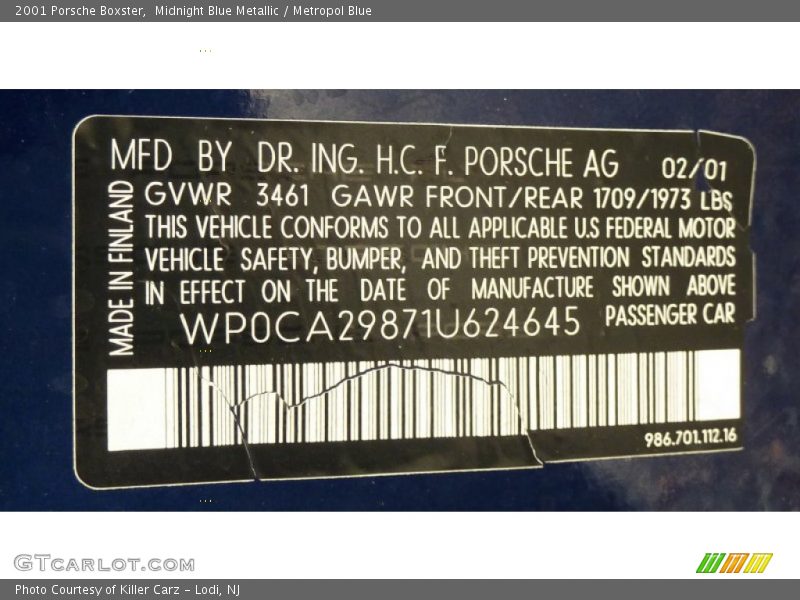 2001 Porsche Boxster,  Midnight Blue Metallic / Metropol Blue
MFD BY DR. ING. H.C. F. PORSCHE AG 02/01
GVWR 3461 GAWR FRONT/REAR 1709/1973 LBS
THIS VEHICLE CONFORMS TO ALL APPLICABLE U.S FEDERAL MOTOR
VEHICLE SAFETY, BUMPER, AND THEFT PREVENTION STANDARDS
IN EFFECT ON THE DATE OF MANUFACTURE SHOWN ABOVE
WP0CA29871U624645 PASSENGER CAR
MADE IN FINLAND
986.701.112.16
GTCARLOT.COM
Photo Courtesy of Killer Carz - Lodi, NJ